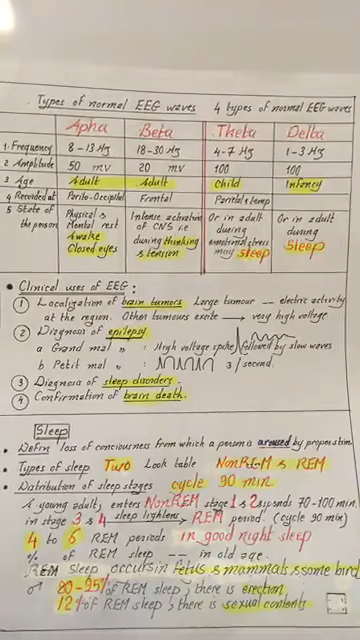 Types of normal EEG waves 4 types of normal EEG waves
Apha Beta Theta Delta
1. Frequency 8-13 Hz 18-30 Hz 4-7 Hz 1-3 Hz
2 Amplitude 50 mv 20 mv 100 100
3 Age Adult Adult Child Infancy
4 Recorded at Parito-Occipital Frontal Parietal & temp
5 State of the person Physical & Mental rest Awake Closed eyes Intense activation of CNS i.e during thinking & tension Or in adult during emotional stress may sleep Or in adult during Sleep
• Clinical uses of EEG:
① Localization of brain tumors Large tumour — electric activity
at the region. Other tumours excite → very high voltage
② Diagnosis of epilepsy
a Grand mal " : High voltage spike followed by slow waves
b Petit mal " : 3/second.
③ Diagnosis of sleep disorders.
④ Confirmation of brain death.
Sleep
• Defin loss of conciousness from which a person is aroused by proper stim
• Types of sleep Two Look table NonREM & REM
• Distribution of sleep stages cycle 90 min
A young adult, enters NonREM stage 1 & 2 spends 70-100 min.
in stage 3 & 4 sleep lightens, REM period. (cycle 90 min)
4 to 6 REM periods in good night sleep
% of REM sleep — in old age.
REM sleep occurs in fetus & mammals & some bird
of REM sleep, there is erection
12% of REM sleep, there is sexual contents